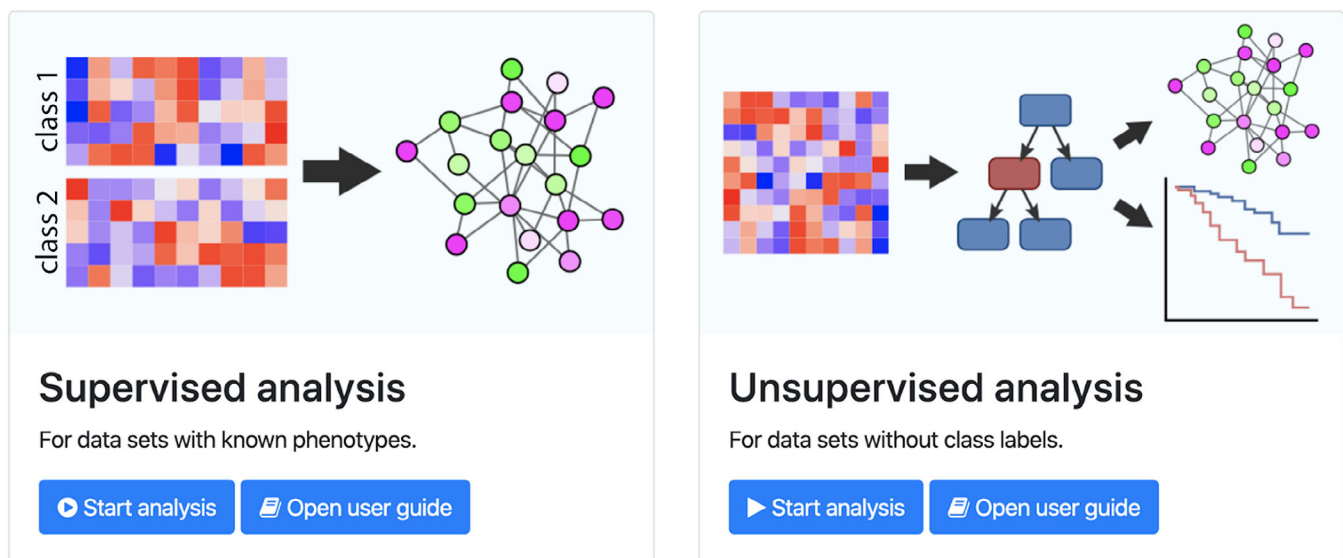 class 1
class 2
Supervised analysis
For data sets with known phenotypes.
Start analysis
Open user guide
Unsupervised analysis
For data sets without class labels.
Start analysis
Open user guide